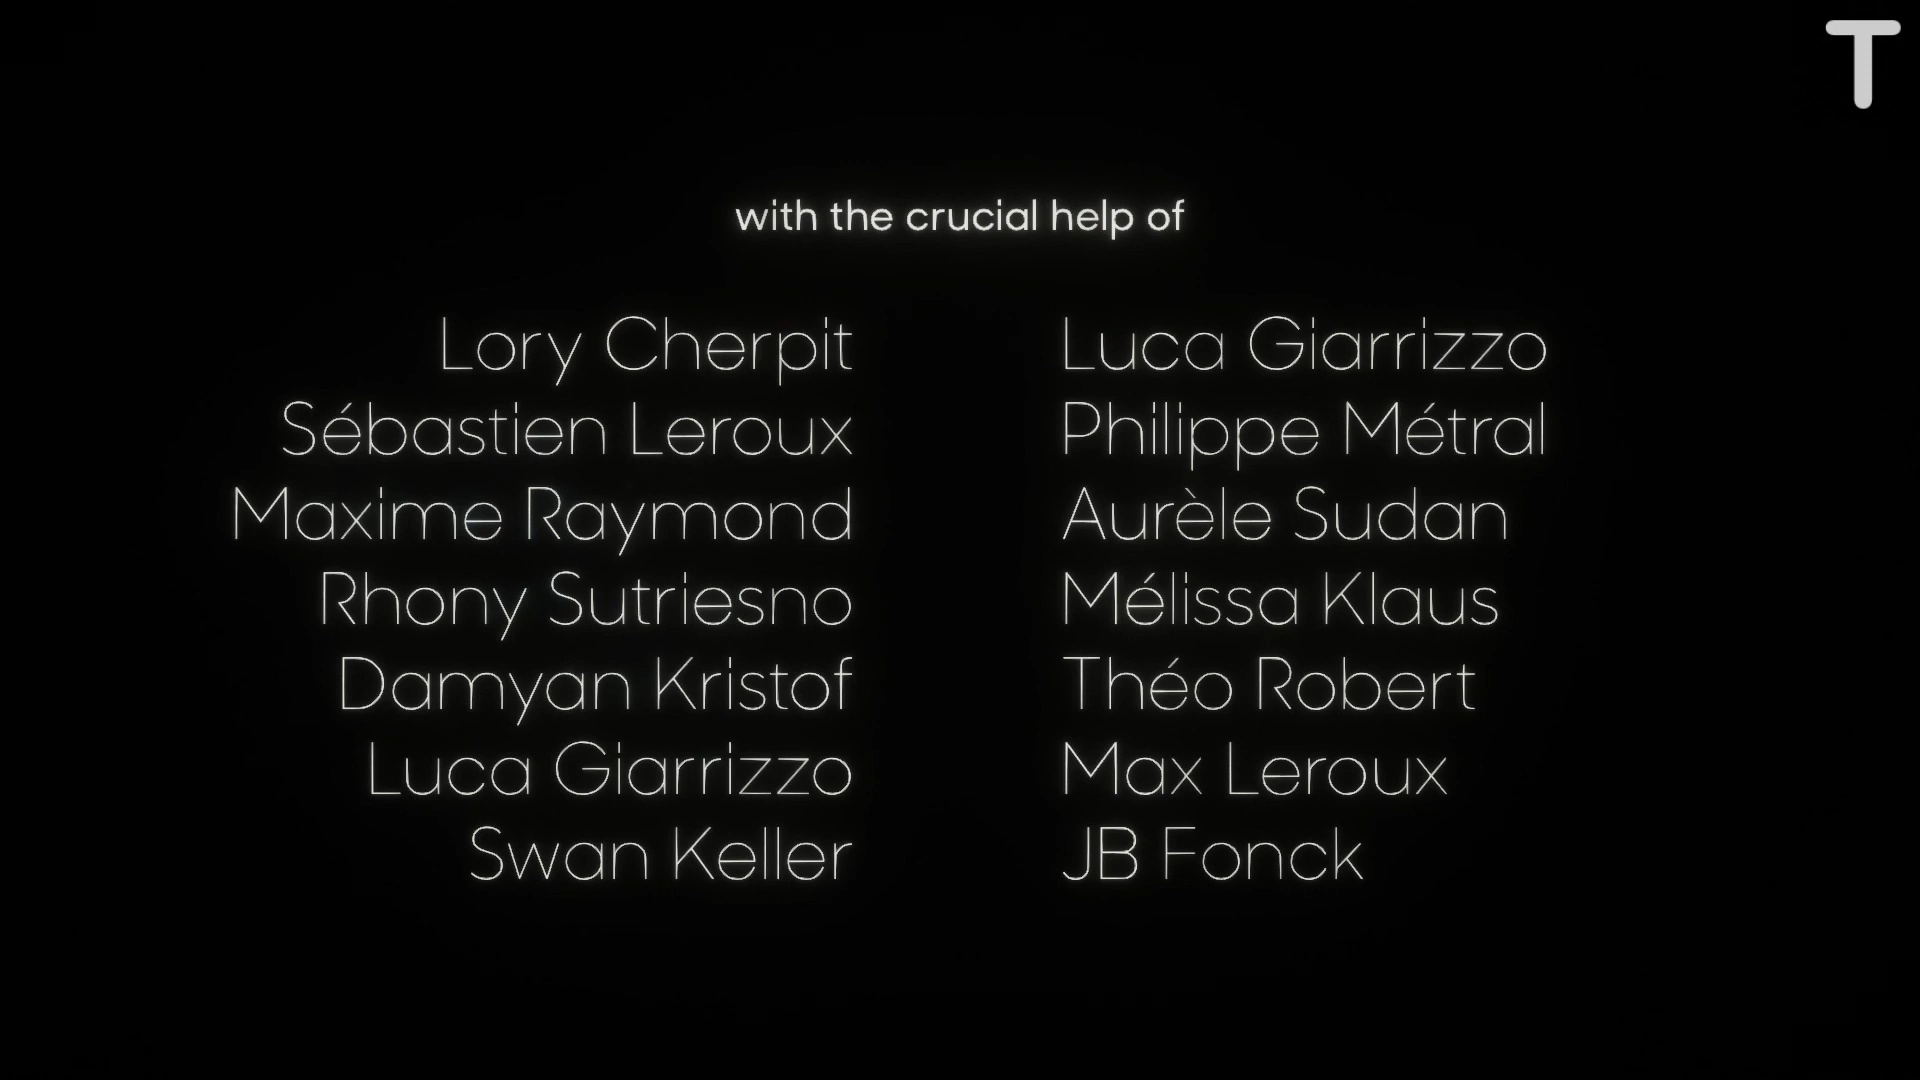 T
with the crucial help of
Lory Cherpit
Sébastien Leroux
Maxime Raymond
Rhony Sutriesno
Damyan Kristof
Luca Giarrizzo
Swan Keller
Luca Giarrizzo
Philippe Métral
Aurèle Sudan
Mélissa Klaus
Théo Robert
Max Leroux
JB Fonck